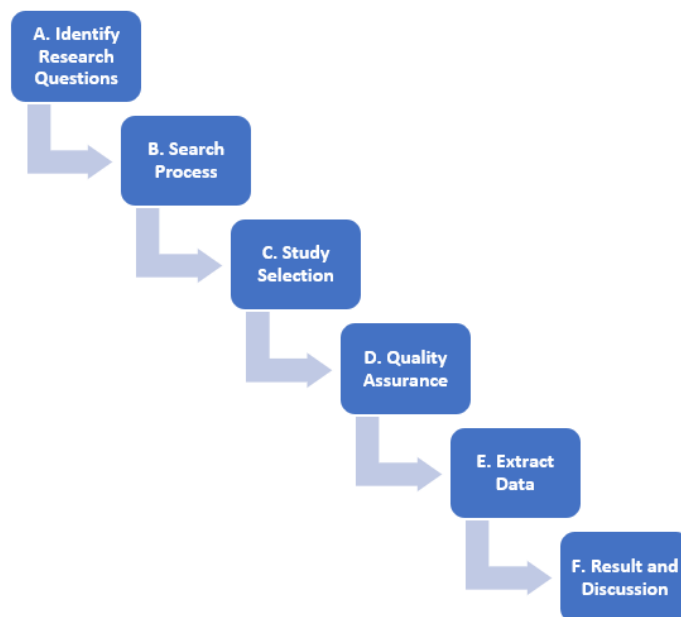 A. Identify
Research
Questions
B. Search
Process
C. Study
Selection
D. Quality
Assurance
E. Extract
Data
F. Result and
Discussion